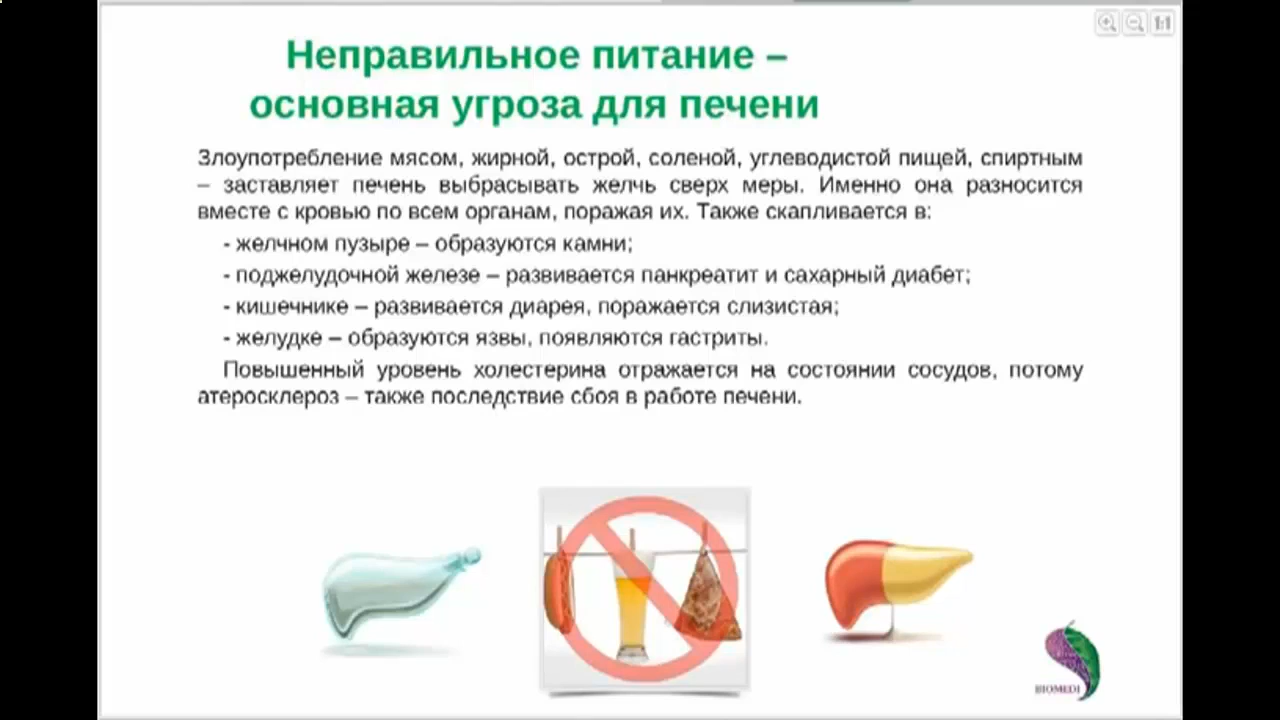 1:1
Неправильное питание –
основная угроза для печени
Злоупотребление мясом, жирной, острой, соленой, углеводистой пищей, спиртным
– заставляет печень выбрасывать желчь сверх меры. Именно она разносится
вместе с кровью по всем органам, поражая их. Также скапливается в:
- желчном пузыре – образуются камни;
- поджелудочной железе – развивается панкреатит и сахарный диабет;
- кишечнике – развивается диарея, поражается слизистая;
- желудке – образуются язвы, появляются гастриты.
Повышенный уровень холестерина отражается на состоянии сосудов, потому
атеросклероз – также последствие сбоя в работе печени.
BIOMEDI